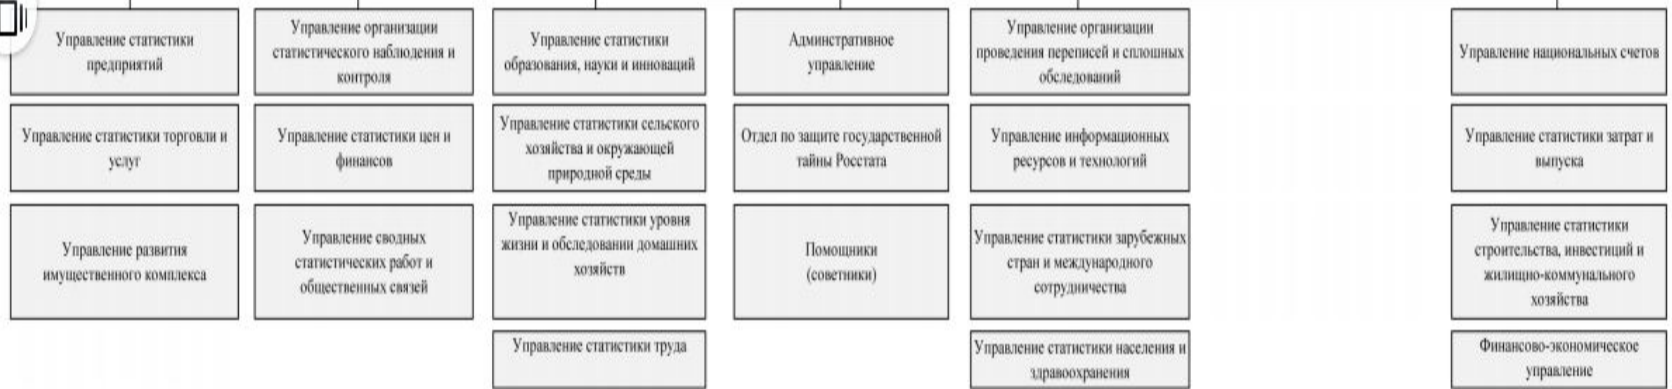 Управление статистики
предприятий
Управление организации
статистического наблюдения и
контроля
Управление статистики
образования, науки и инноваций
Админстративное
управление
Управление организации
проведения переписей и сплошных
обследований
Управление национальных счетов
Управление статистики торговли и
услуг
Управление статистики цен и
финансов
Управление статистики сельского
хозяйства и окружающей
природной среды
Отдел по защите государственной
тайны Росстата
Управление информационных
ресурсов и технологий
Управление статистики затрат и
выпуска
Управление развития
имущественного комплекса
Управление сводных
статистических работ и
общественных связей
Управление статистики уровня
жизни и обследовании домашних
хозяйств
Помощники
(советники)
Управление статистики зарубежных
стран и международного
сотрудничества
Управление статистики
строительства, инвестиций и
жилищно-коммунального
хозяйства
Управление статистики труда
Управление статистики населения и
здравоохранения
Финансово-экономическое
управление